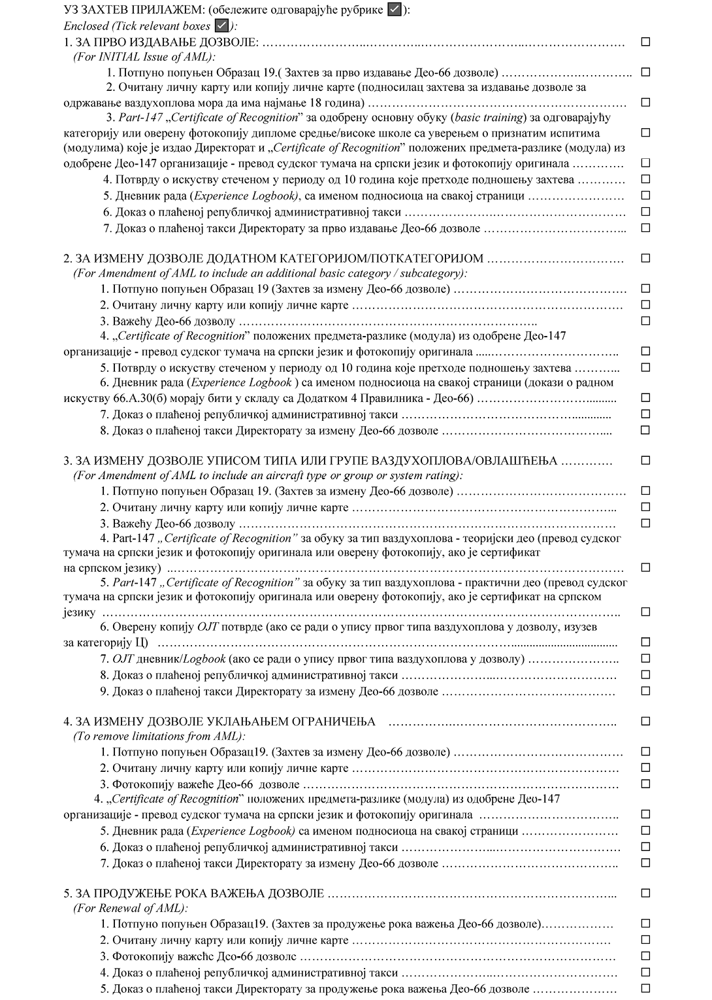 УЗ ЗАХТЕВ ПРИЛАЖЕМ: (обележите одговарајуће рубрике ☑):
Enclosed (Tick relevant boxes ☑):
1. ЗА ПРВО ИЗДАВАЊЕ ДОЗВОЛЕ: …………………………………………………………………………. ☐
(For INITIAL Issue of AML):
1. Потпуно попуњен Образац 19.( Захтев за прво издавање Део-66 дозволе) ………………………….. ☐
2. Очитану личну карту или копију личне карте (подносилац захтева за издавање дозволе за
одржавање ваздухоплова мора да има најмање 18 година) ……………………………………………………… ☐
3. Part-147 „Certificate of Recognition” за одобрену основну обуку (basic training) за одговарајућу
категорију или оверену фотокопију дипломе средње/високе школе са уверењем о признатим испитима ☐
(модулима) које је издао Директорат и „Certificate of Recognition” положених предмета-разлике (модула) из
одобрене Део-147 организације - превод судског тумача на српски језик и фотокопију оригинала …………. ☐
4. Потврду о искуству стеченом у периоду од 10 година које претходе подношењу захтева ………… ☐
5. Дневник рада (Experience Logbook), са именом подносиоца на свакој страници …………………… ☐
6. Доказ о плаћеној републичкој административној такси ……………………………………………… ☐
7. Доказ о плаћеној такси Директорату за прво издавање Део-66 дозволе …………………………….. ☐
2. ЗА ИЗМЕНУ ДОЗВОЛЕ ДОДАТНОМ КАТЕГОРИЈОМ/ПОТКАТЕГОРИЈОМ ……………………………. ☐
(For Amendment of AML to include an additional basic category / subcategory):
1. Потпуно попуњен Образац 19 (Захтев за измену Део-66 дозволе) …………………………………… ☐
2. Очитану личну карту или копију личне карте ………………………………………………………. ☐
3. Важећу Део-66 дозволу ……………………………………………………………….. ☐
4. „Certificate of Recognition” положених предмета-разлике (модула) из одобрене Део-147
организације - превод судског тумача на српски језик и фотокопију оригинала .....………………………… ☐
5. Потврду о искуству стеченом у периоду од 10 година које претходе подношењу захтева ……….. ☐
6. Дневник рада (Experience Logbook ) са именом подносиоца на свакој страници (докази о радном
искуству 66.А.30(б) морају бити у складу са Додатком 4 Правилника - Део-66) ……………………......... ☐
7. Доказ о плаћеној републичкој административној такси …………………………………............. ☐
8. Доказ о плаћеној такси Директорату за измену Део-66 дозволе ……………………………….... ☐
3. ЗА ИЗМЕНУ ДОЗВОЛЕ УПИСОМ ТИПА ИЛИ ГРУПЕ ВАЗДУХОПЛОВА/ОВЛАШЋЕЊА …………. ☐
(For Amendment of AML to include an aircraft type or group or system rating):
1. Потпуно попуњен Образац 19. (Захтев за измену Део-66 дозволе) ………………………………… ☐
2. Очитану личну карту или копију личне карте …………………………………………………….. ☐
3. Важећу Део-66 дозволу ……………………………………………………………………………… ☐
4. Part-147 „Certificate of Recognition” за обуку за тип ваздухоплова - теоријски део (превод судског
тумача на српски језик и фотокопију оригинала или оверену фотокопију, ако је сертификат
на српском језику) ..…………………………………………………………………………………………… ☐
5. Part-147 „Certificate of Recognition” за обуку за тип ваздухоплова - практични део (превод судског
тумача на српски језик и фотокопију оригинала или оверену фотокопију, ако је сертификат на српском
језику ………………………………………………………………………………………………………….. ☐
6. Оверену копију ОЈТ потврде (ако се ради о упису првог типа ваздухоплова у дозволу, изузев
за категорију Ц) ………………………………………………………………................................... ☐
7. ОЈТ дневник/Logbook (ако се ради о упису првог типа ваздухоплова у дозволу) ………………….. ☐
8. Доказ о плаћеној републичкој административној такси …………………...……………………… ☐
9. Доказ о плаћеној такси Директорату за измену Део-66 дозволе ………………………………… ☐
4. ЗА ИЗМЕНУ ДОЗВОЛЕ УКЛАЊАЊЕМ ОГРАНИЧЕЊА …………….……………………………….. ☐
(To remove limitations from AML):
1. Потпуно попуњен Образац19. (Захтев за измену Део-66 дозволе) ………………………………… ☐
2. Очитану личну карту или копију личне карте ……………………………………………………… ☐
3. Фотокопију важеће Део-66 дозволе ………………………………………………………………… ☐
4. „Certificate of Recognition” положених предмета-разлике (модула) из одобрене Део-147
организације - превод судског тумача на српски језик и фотокопију оригинала ………………………….. ☐
5. Дневник рада (Experience Logbook) са именом подносиоца на свакој страници …………………… ☐
6. Доказ о плаћеној републичкој административној такси …………………...………………………. ☐
7. Доказ о плаћеној такси Директорату за измену Део-66 дозволе ………………………………….. ☐
5. ЗА ПРОДУЖЕЊЕ РОКА ВАЖЕЊА ДОЗВОЛЕ ………………………………………………………….. ☐
(For Renewal of AML):
1. Потпуно попуњен Образац19. (Захтев за продужење рока важења Део-66 дозволе)……………… ☐
2. Очитану личну карту или копију личне карте ……………………………………………………. ☐
3. Фотокопију важеће Део-66 дозволе ………………………………………………………………… ☐
4. Доказ о плаћеној републичкој административној такси …………………………………………… ☐
5. Доказ о плаћеној такси Директорату за продужење рока важења Део-66 дозволе ………………. ☐